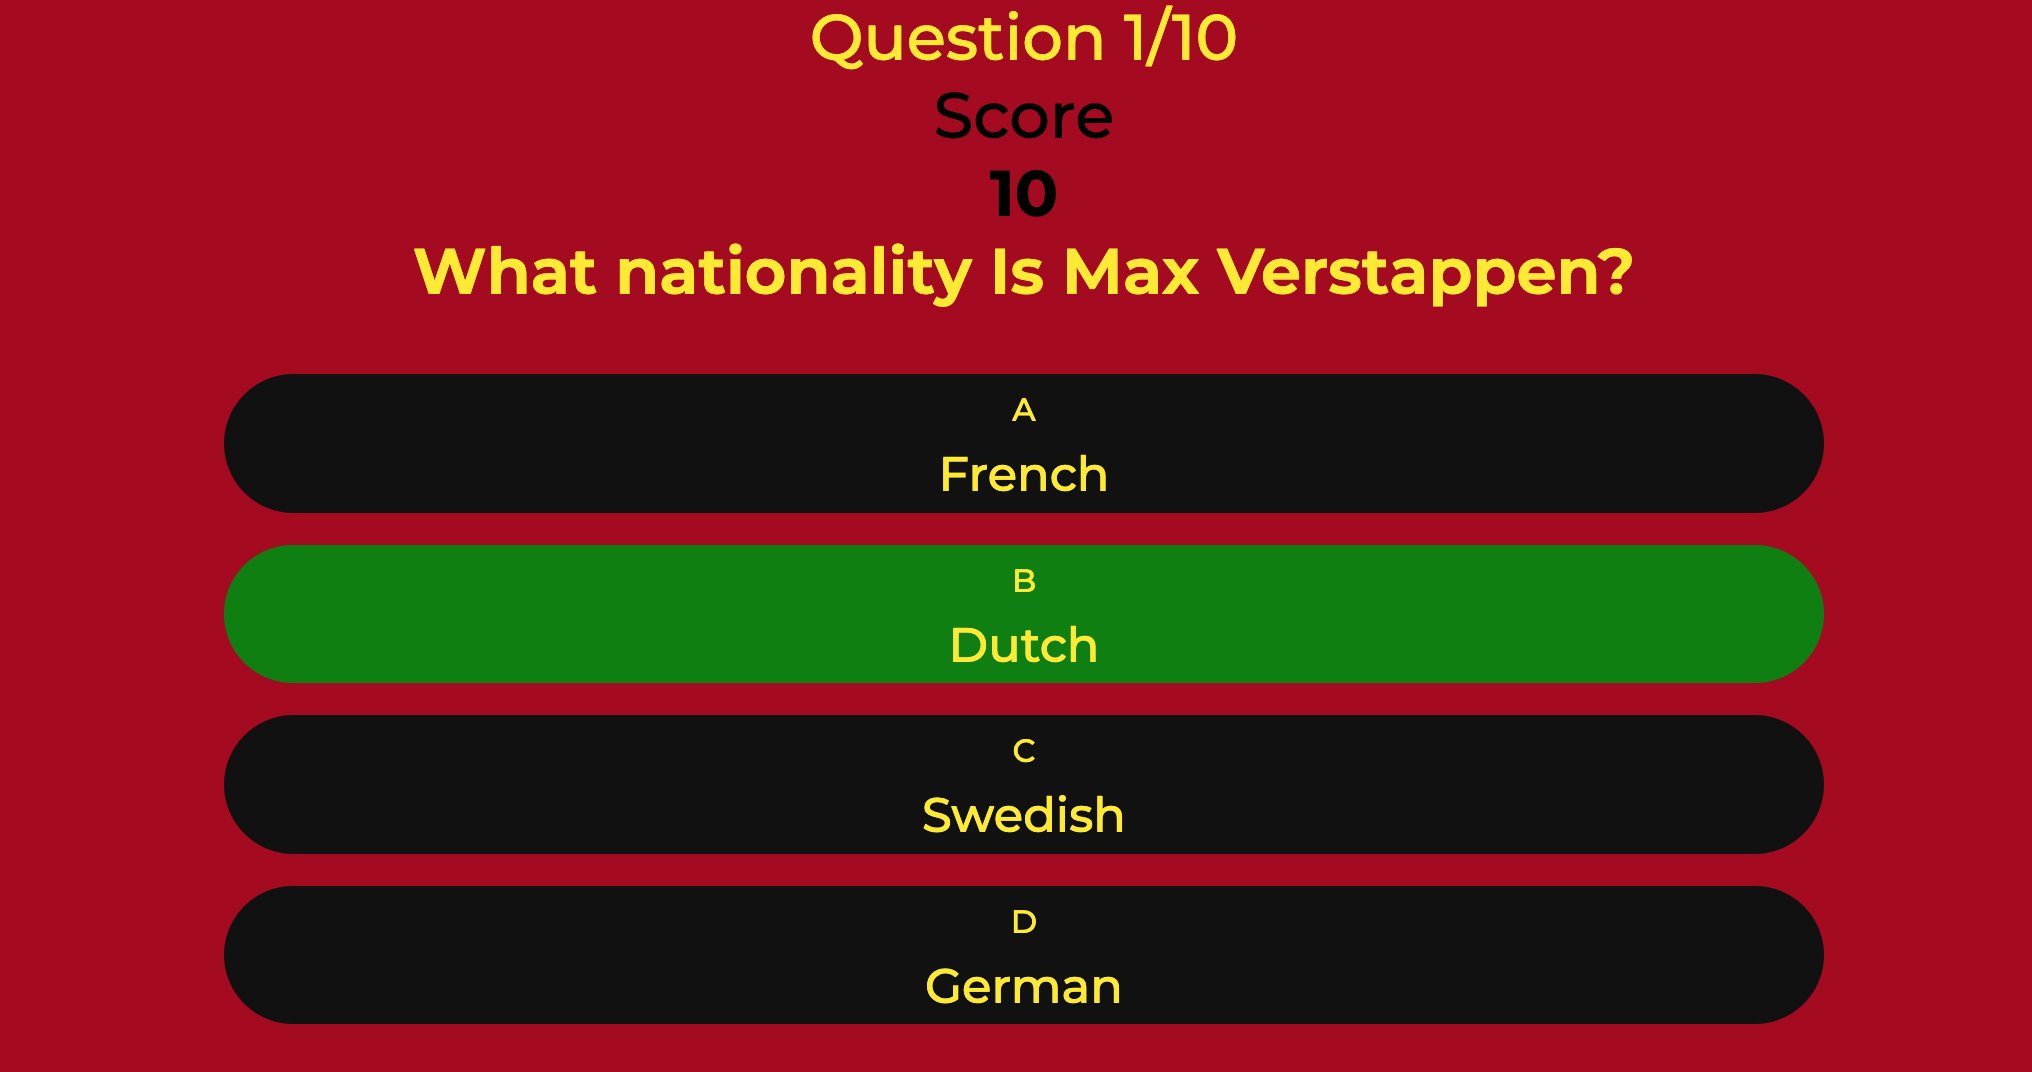 Question 1/10
Score
10
What nationality Is Max Verstappen?
A
French
B
Dutch
C
Swedish
D
German